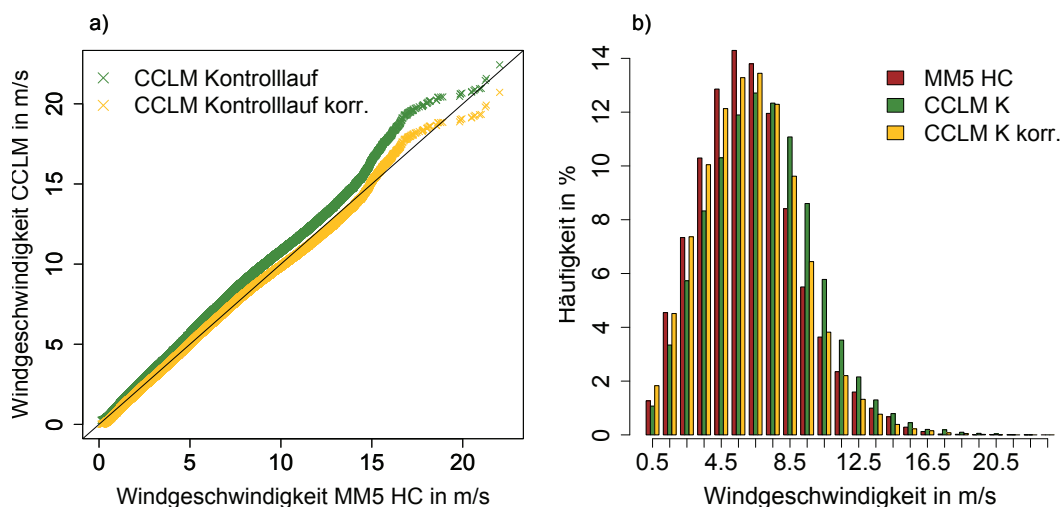 a)
CCLM Kontrolllauf
CCLM Kontrolllauf korr.
Windgeschwindigkeit CCLM in m/s
0
5
10
15
20
0
5
10
15
20
Windgeschwindigkeit MM5 HC in m/s
b)
MM5 HC
CCLM K
CCLM K korr.
Häufigkeit in %
0
2
4
6
8
10
12
14
0.5
4.5
8.5
12.5
16.5
20.5
Windgeschwindigkeit in m/s